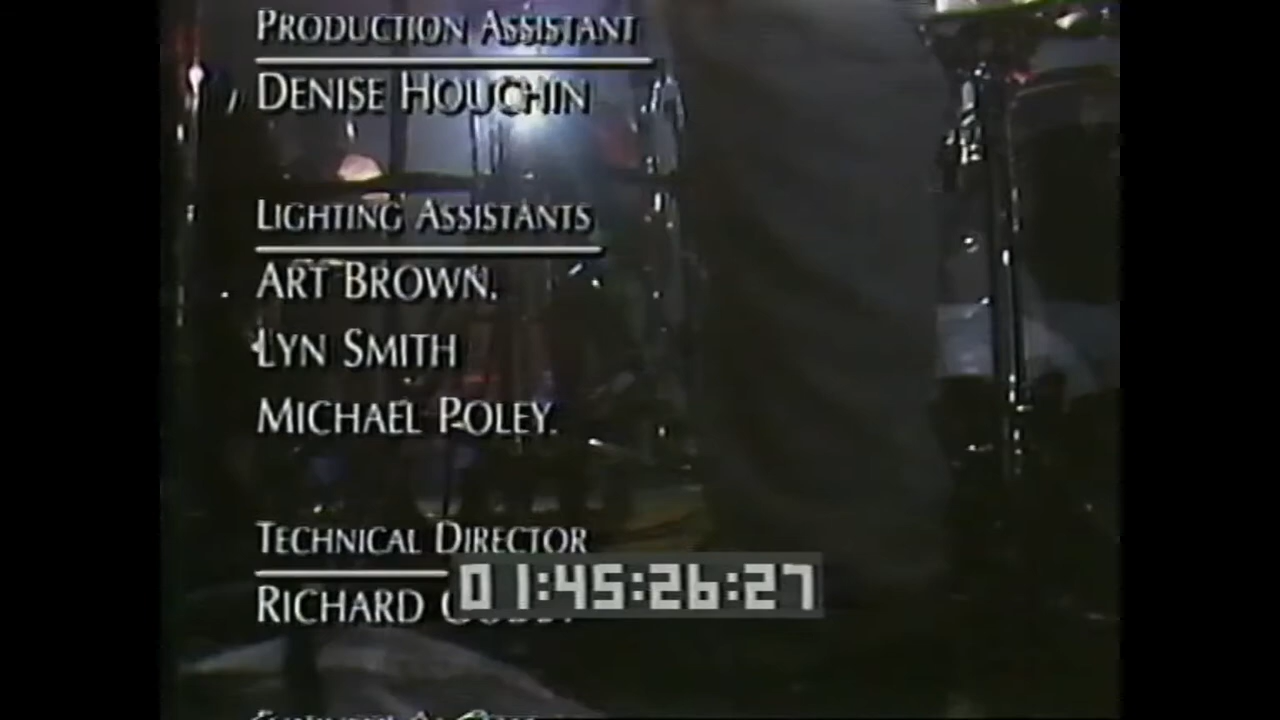 PRODUCTION ASSISTANT
DENISE HOUCHIN
LIGHTING ASSISTANTS
ART BROWN.
LYN SMITH
MICHAEL POLEY.
TECHNICAL DIRECTOR
RICHARD
01:45:26:27